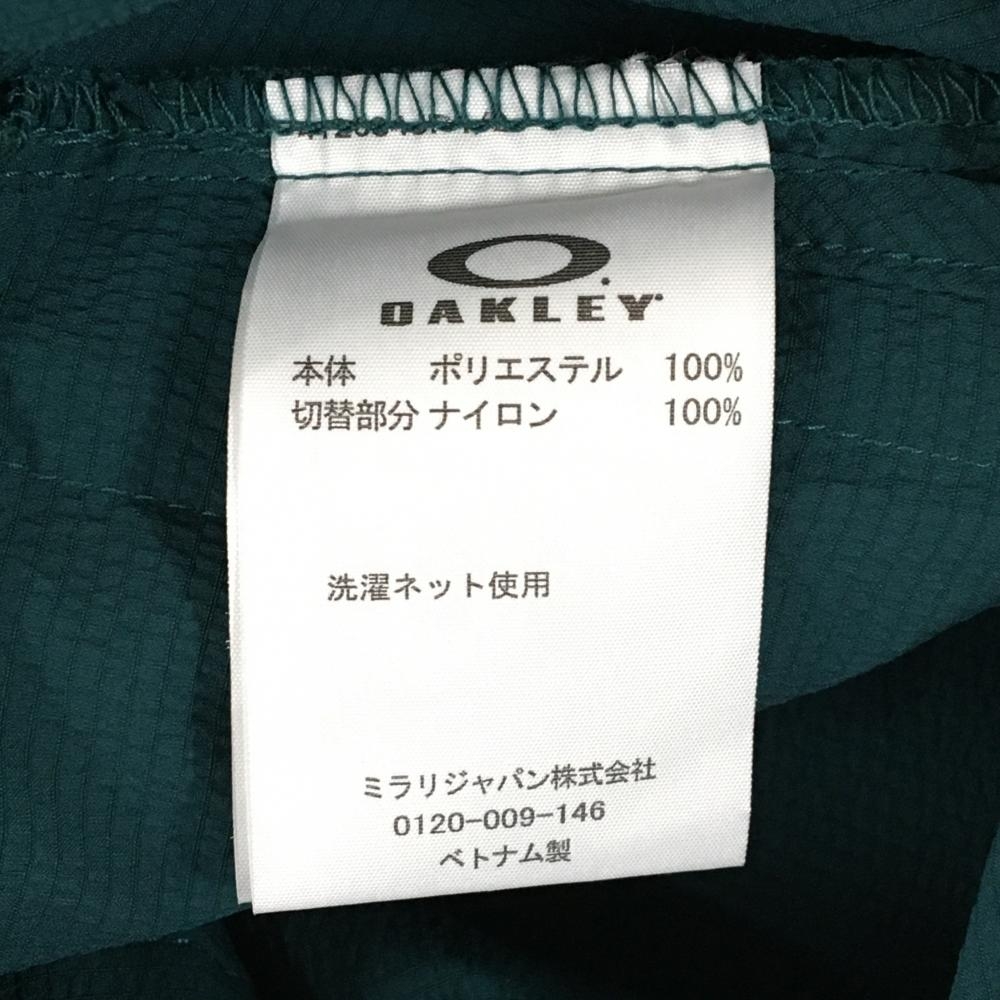 OAKLEY
本体 ポリエステル 100%
切替部分 ナイロン 100%
洗濯ネット使用
ミラリジャパン株式会社
0120-009-146
ベトナム製